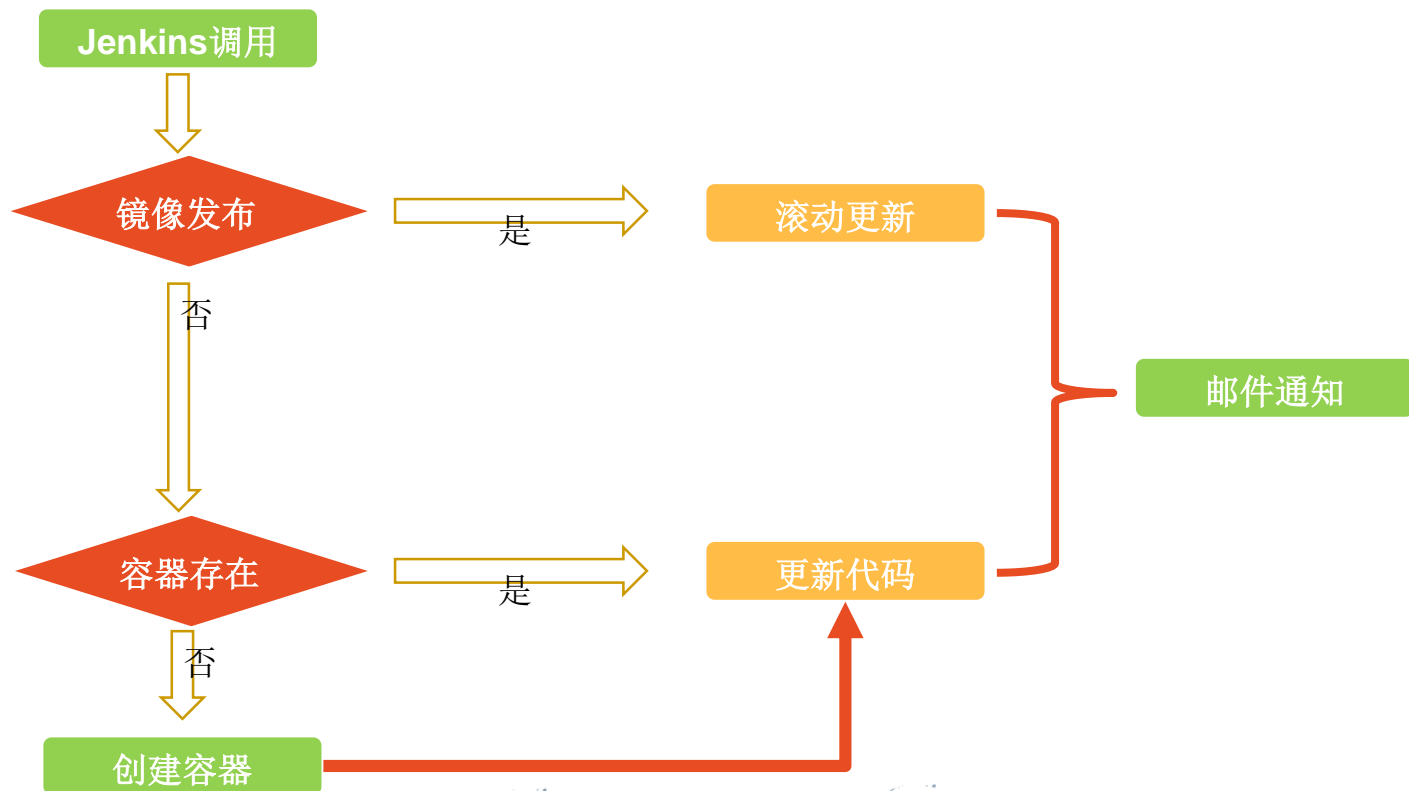 Jenkins调用
镜像发布
是
滚动更新
否
邮件通知
容器存在
是
更新代码
否
创建容器